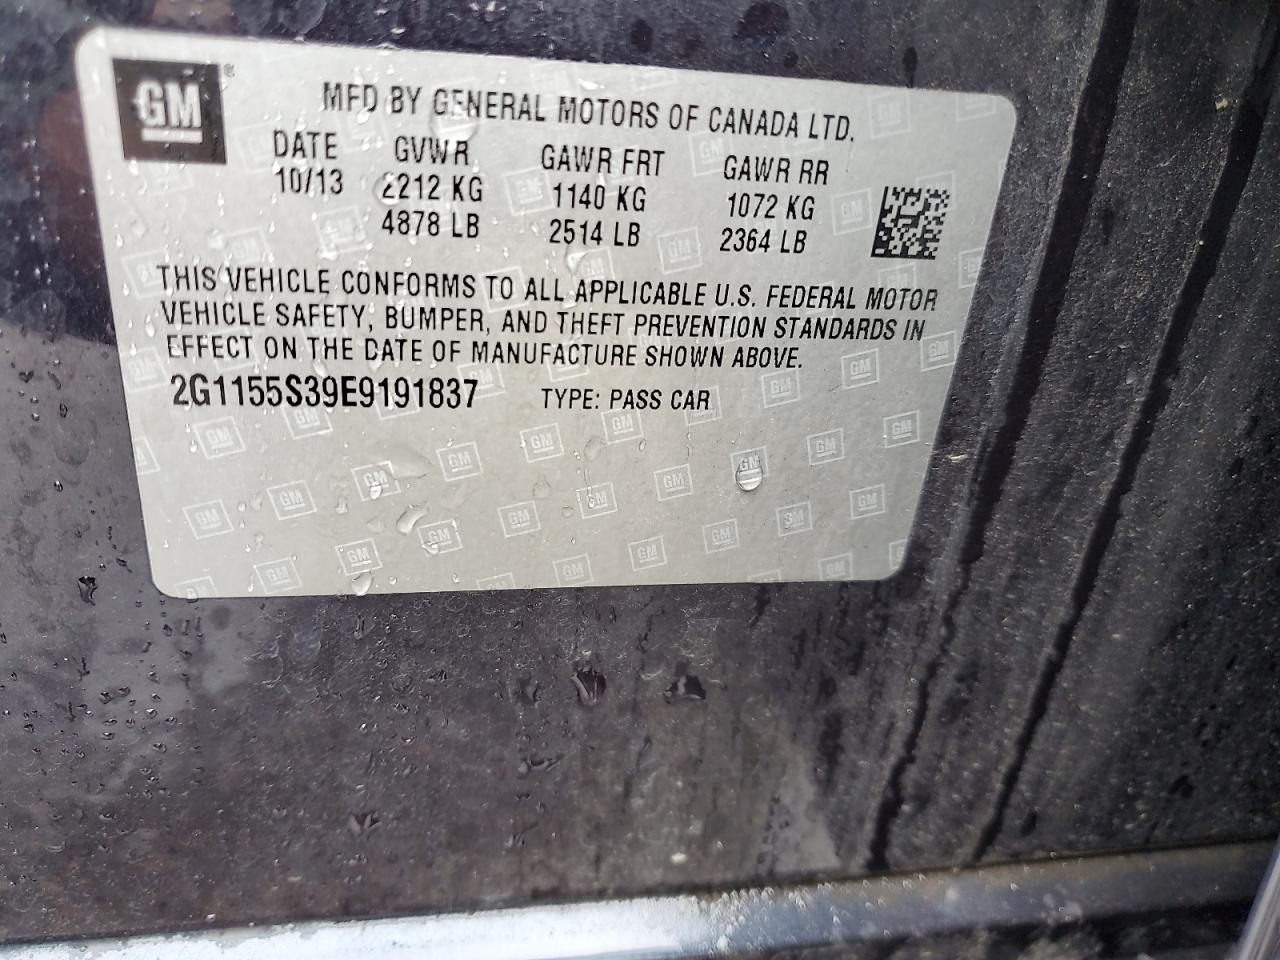 GM ®
MFD BY GENERAL MOTORS OF CANADA LTD.
DATE GVWR GAWR FRT GAWR RR
10/13 2212 KG 1140 KG 1072 KG
4878 LB 2514 LB 2364 LB
THIS VEHICLE CONFORMS TO ALL APPLICABLE U.S. FEDERAL MOTOR
VEHICLE SAFETY, BUMPER, AND THEFT PREVENTION STANDARDS IN
EFFECT ON THE DATE OF MANUFACTURE SHOWN ABOVE.
2G1155S39E9191837 TYPE: PASS CAR